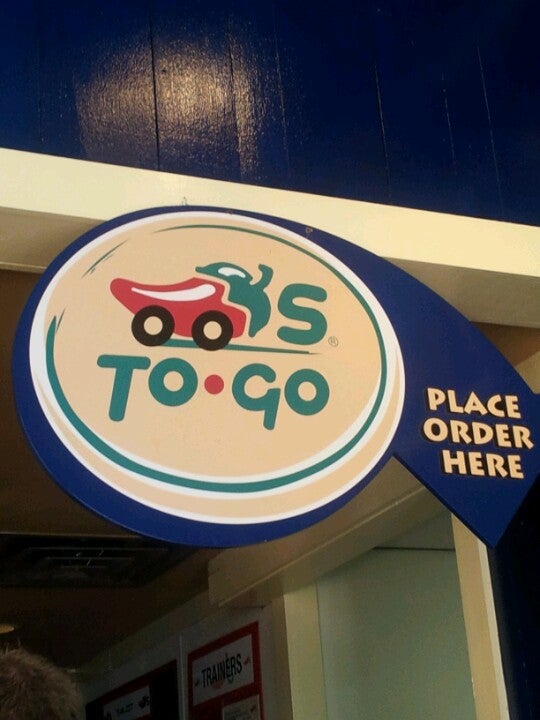 'S
®
TO•GO
PLACE
ORDER
HERE
TRAINERS